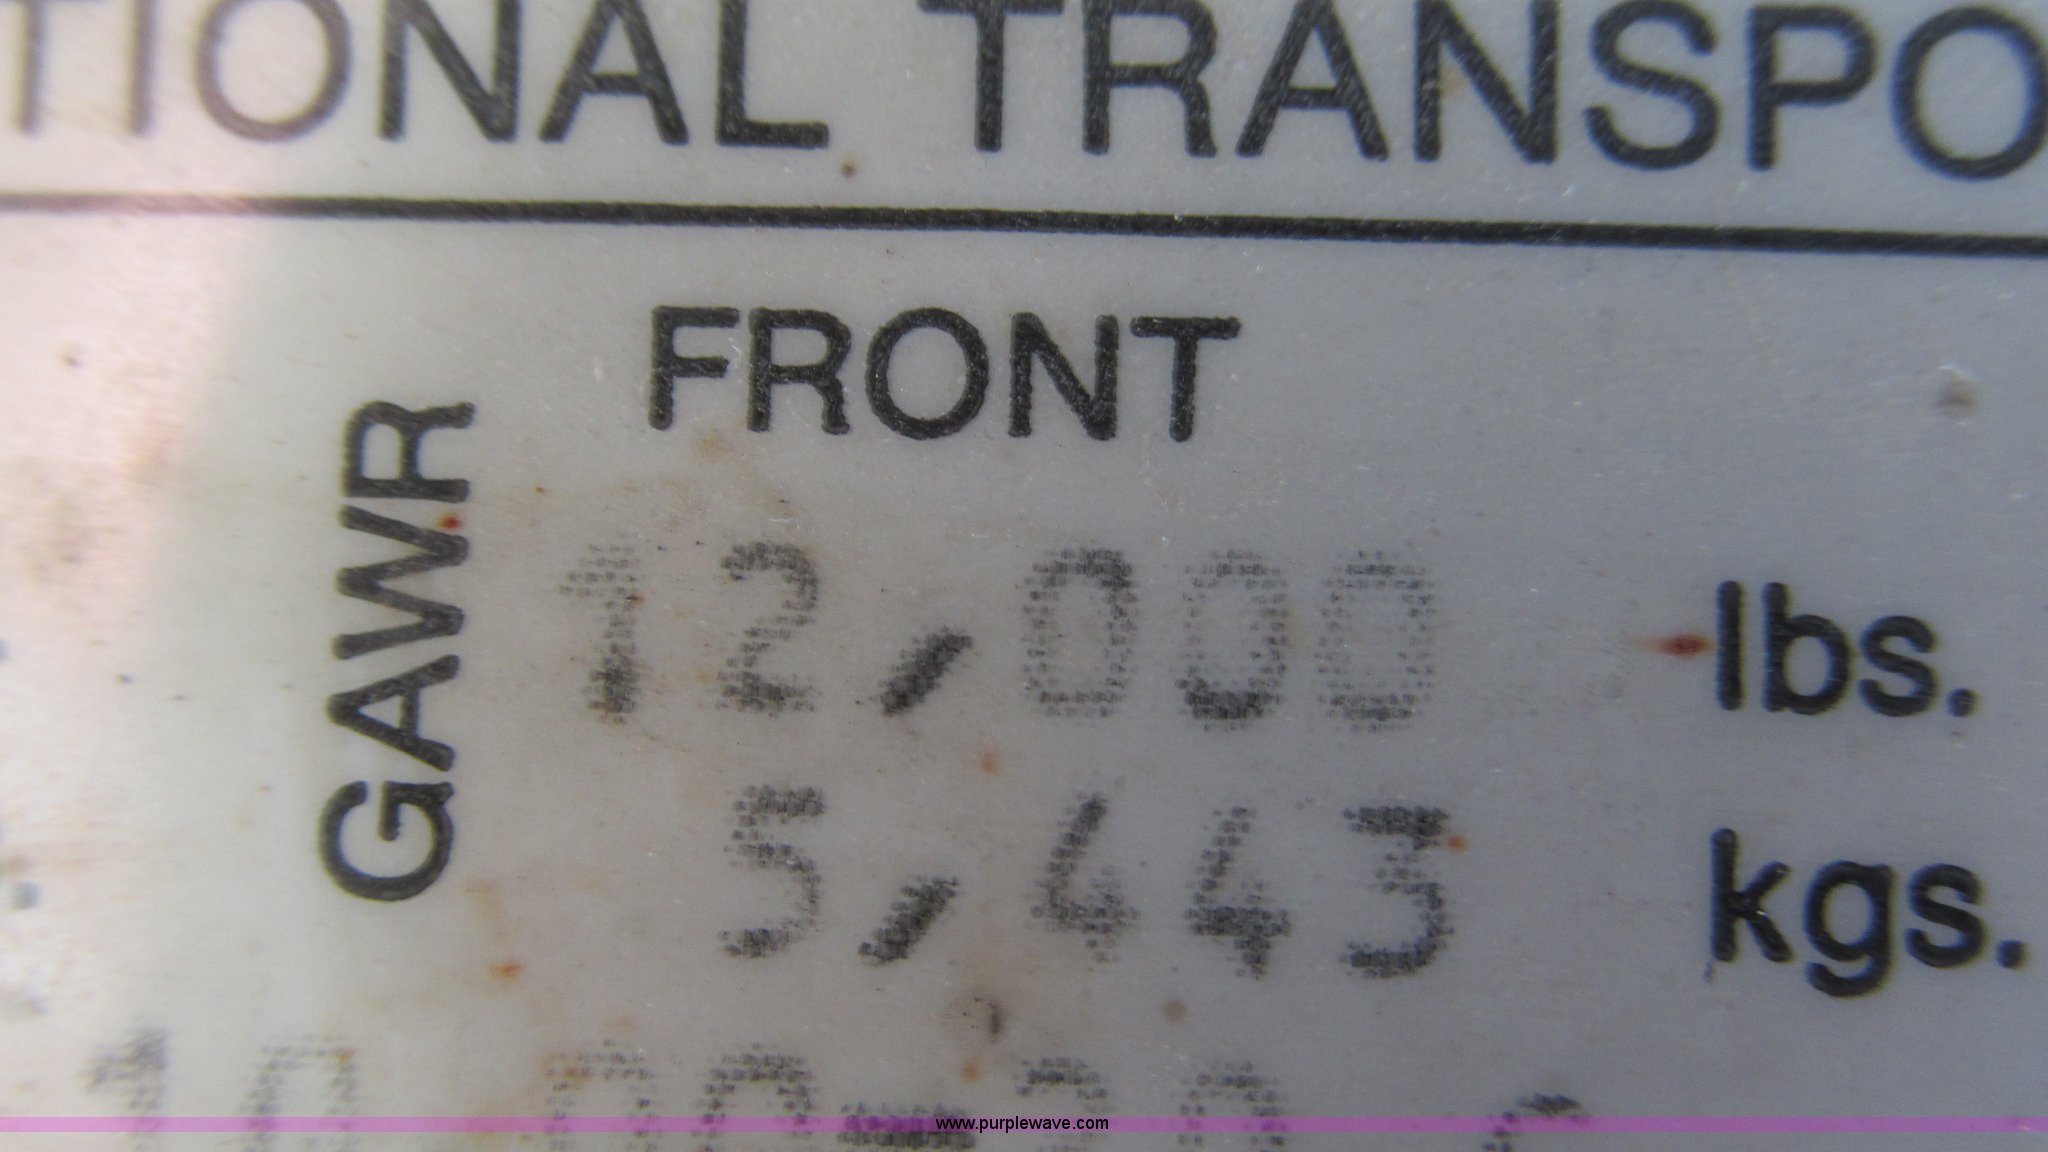 TIONAL TRANSPO
FRONT
GAWR
12,000 lbs.
5,443 kgs.
www.purplewave.com